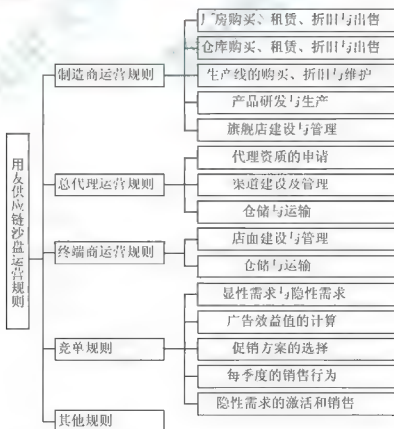 用友供应链沙盘运营规则
制造商运营规则
厂房购买、租赁、折旧与出售
仓库购买、租赁、折旧与出售
生产线的购买、折旧与维护
产品研发与生产
旗舰店建设与管理
总代理运营规则
代理资质的申请
渠道建设及管理
仓储与运输
终端商运营规则
店面建设与管理
仓储与运输
竞单规则
显性需求与隐性需求
广告效益值的计算
促销方案的选择
每季度的销售行为
隐性需求的激活和销售
其他规则